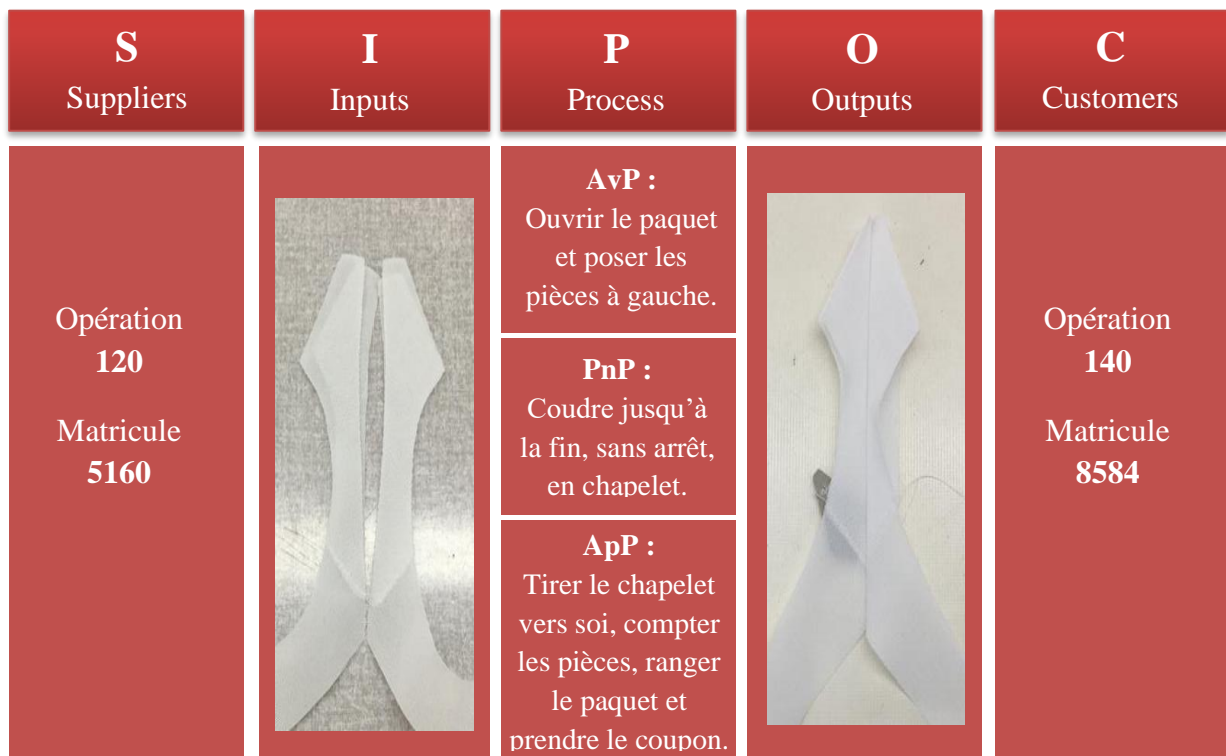 S
Suppliers
I
Inputs
P
Process
O
Outputs
C
Customers
Opération
120
Matricule
5160
AvP :
Ouvrir le paquet
et poser les
pièces à gauche.
PnP :
Coudre jusqu’à
la fin, sans arrêt,
en chapelet.
ApP :
Tirer le chapelet
vers soi, compter
les pièces, ranger
le paquet et
prendre le coupon.
Opération
140
Matricule
8584